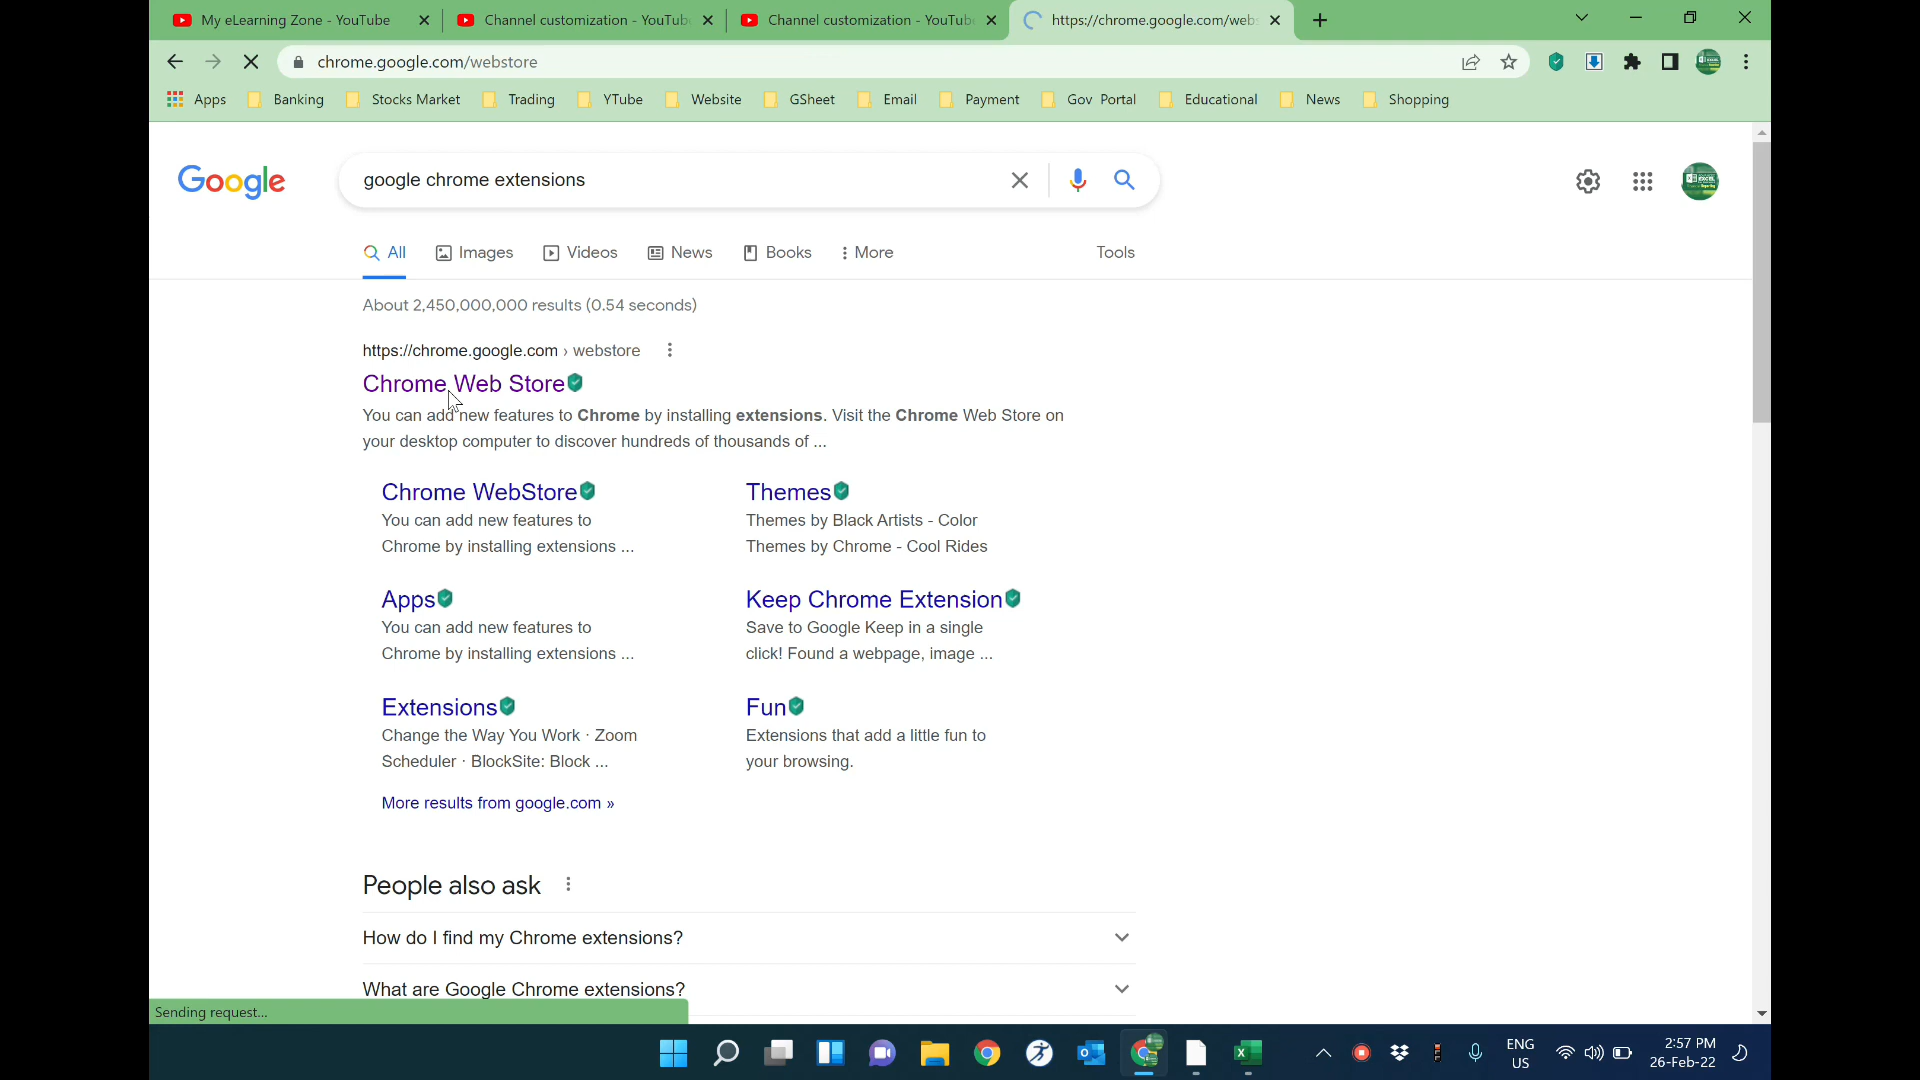 My eLearning Zone - YouTube
Channel customization - YouTub
Channel customization - YouTub
https://chrome.google.com/webs
chrome.google.com/webstore
Apps Banking Stocks Market Trading YTube Website GSheet Email Payment Gov Portal Educational News Shopping
Google google chrome extensions
All Images Videos News Books More Tools
About 2,450,000,000 results (0.54 seconds)
https://chrome.google.com › webstore
Chrome Web Store
You can add new features to Chrome by installing extensions. Visit the Chrome Web Store on
your desktop computer to discover hundreds of thousands of ...
Chrome WebStore
You can add new features to
Chrome by installing extensions ...
Themes
Themes by Black Artists - Color
Themes by Chrome - Cool Rides
Apps
You can add new features to
Chrome by installing extensions ...
Keep Chrome Extension
Save to Google Keep in a single
click! Found a webpage, image ...
Extensions
Change the Way You Work · Zoom
Scheduler · BlockSite: Block ...
Fun
Extensions that add a little fun to
your browsing.
More results from google.com »
People also ask
How do I find my Chrome extensions?
What are Google Chrome extensions?
Sending request...
ENG
US
2:57 PM
26-Feb-22